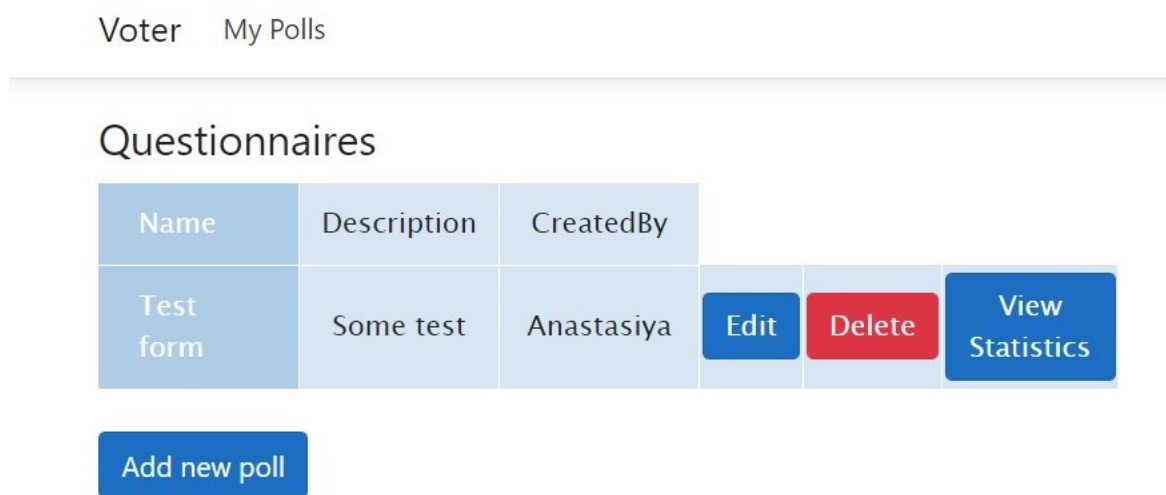 Voter My Polls
Questionnaires
Name Description CreatedBy
Test form Some test Anastasiya Edit Delete View Statistics
Add new poll